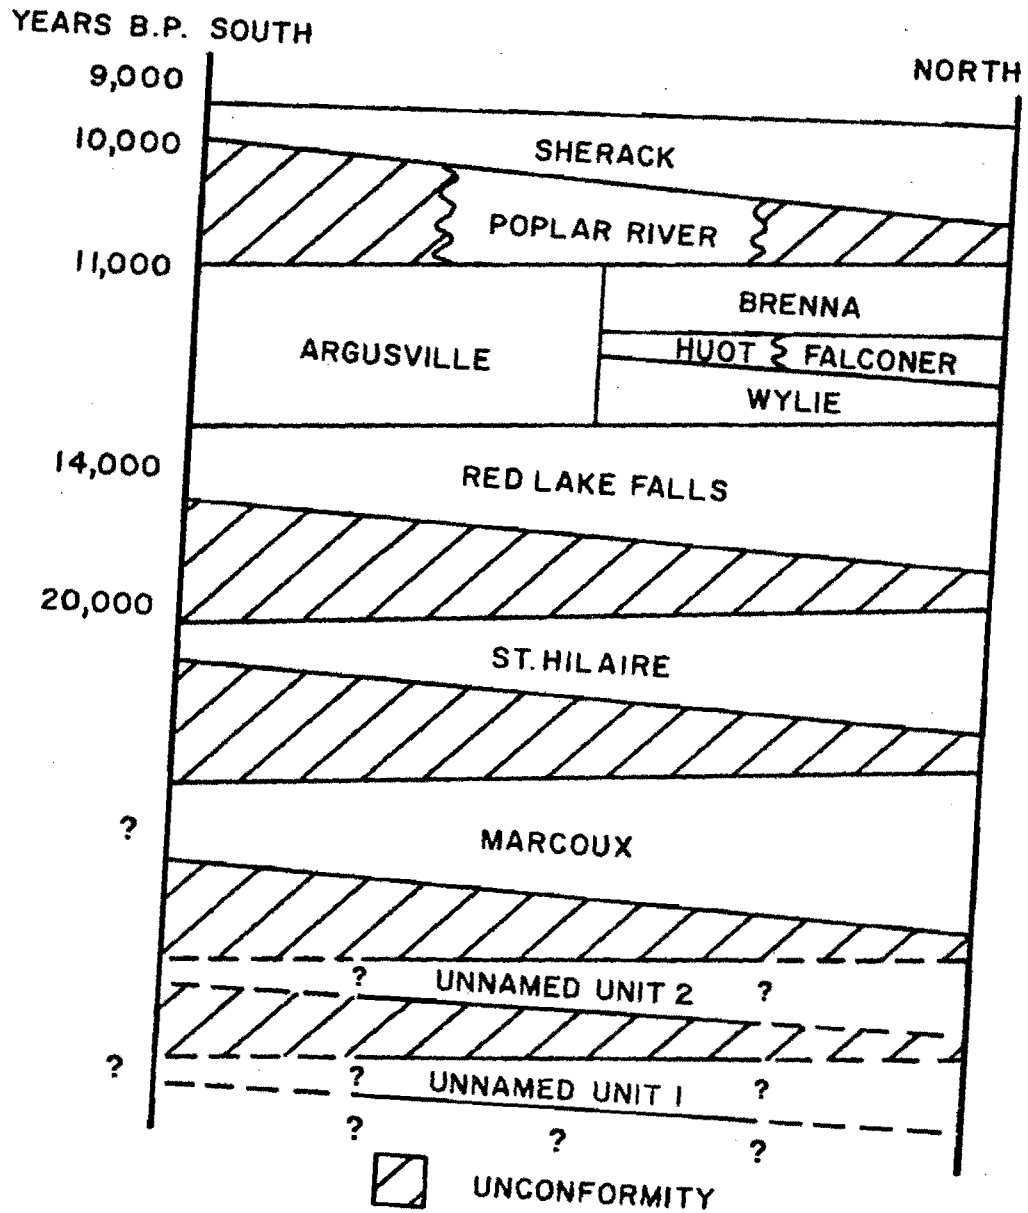 YEARS B.P. SOUTH
NORTH
9,000
10,000
SHERACK
POPLAR RIVER
11,000
BRENNA
ARGUSVILLE
HUOT FALCONER
WYLIE
14,000
RED LAKE FALLS
20,000
ST. HILAIRE
?
MARCOUX
? UNNAMED UNIT 2 ?
?
? UNNAMED UNIT 1 ?
? ? ?
UNCONFORMITY